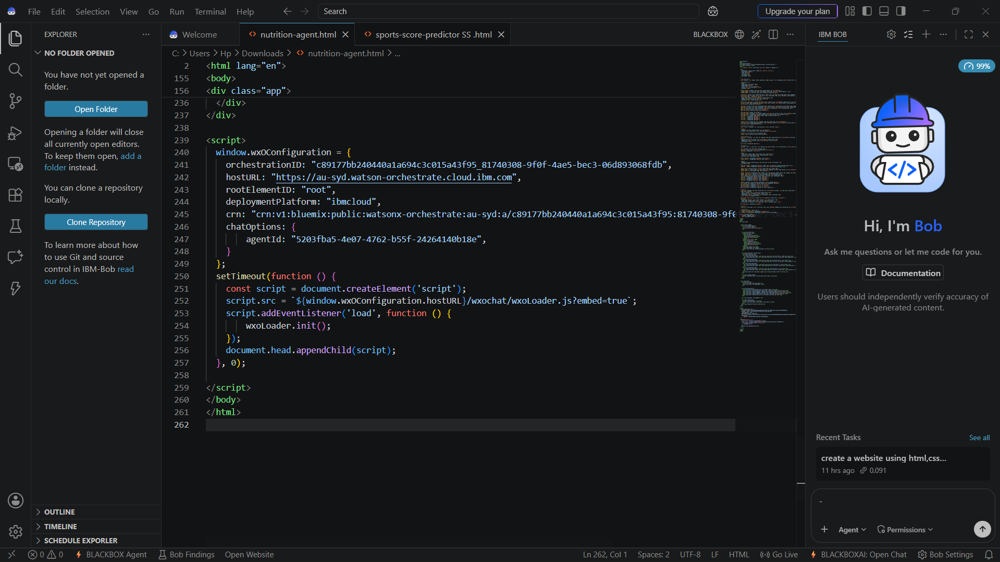 File Edit Selection View Go Run Terminal Help
Search
Upgrade your plan
EXPLORER
NO FOLDER OPENED
You have not yet opened a
folder.
Open Folder
Opening a folder will close
all currently open editors.
To keep them open, add a
folder instead.
You can clone a repository
locally.
Clone Repository
To learn more about how
to use Git and source
control in IBM-Bob read
our docs.
OUTLINE
TIMELINE
SCHEDULE EXPORLER
Welcome
nutrition-agent.html
sports-score-predictor SS .html
BLACKBOX
C: > Users > Hp > Downloads > nutrition-agent.html > ...
2 <html lang="en">
155 <body>
156 <div class="app">
236 </div>
237 </div>
238
239 <script>
240 window.wxOConfiguration = {
241 orchestrationID: "c89177bb240440a1a694c3c015a43f95_81740308-9f0f-4ae5-bec3-06d893068fdb",
242 hostURL: "https://au-syd.watson-orchestrate.cloud.ibm.com",
243 rootElementID: "root",
244 deploymentPlatform: "ibmcloud",
245 crn: "crn:v1:bluemix:public:watsonx-orchestrate:au-syd:a/c89177bb240440a1a694c3c015a43f95:81740308-9f0f-4ae5-bec3-
246 chatOptions: {
247 agentId: "5203fba5-4e07-4762-b55f-24264140b18e",
248 }
249 };
250 setTimeout(function () {
251 const script = document.createElement('script');
252 script.src = `${window.wxOConfiguration.hostURL}/wxochat/wxoLoader.js?embed=true`;
253 script.addEventListener('load', function () {
254 wxoLoader.init();
255 });
256 document.head.appendChild(script);
257 }, 0);
258
259 </script>
260 </body>
261 </html>
262
IBM BOB
99%
Hi, I'm Bob
Ask me questions or let me code for you.
Documentation
Users should independently verify accuracy of
AI-generated content.
Recent Tasks
See all
create a website using html,css...
11 hrs ago 0.091
-
Agent
Permissions
0 0 BLACKBOX Agent Bob Findings Open Website
Ln 262, Col 1 Spaces: 2 UTF-8 LF HTML Go Live BLACKBOXAI: Open Chat Bob Settings